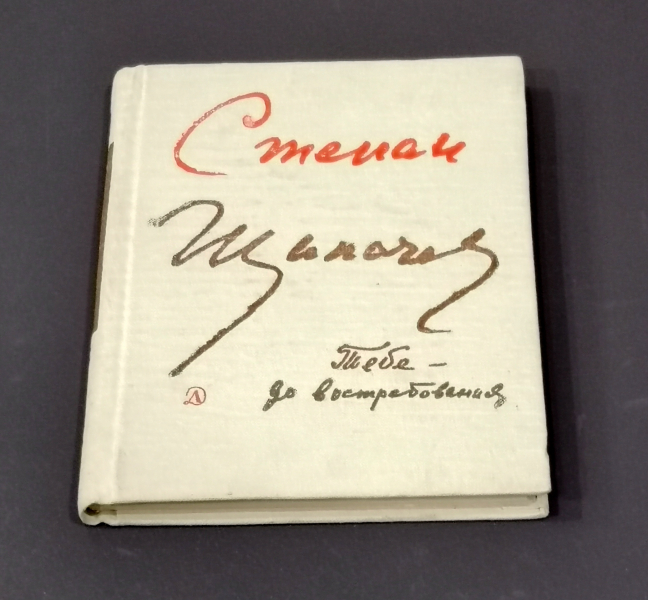 Степан
Щипачев
Тебе —
до востребования
Д